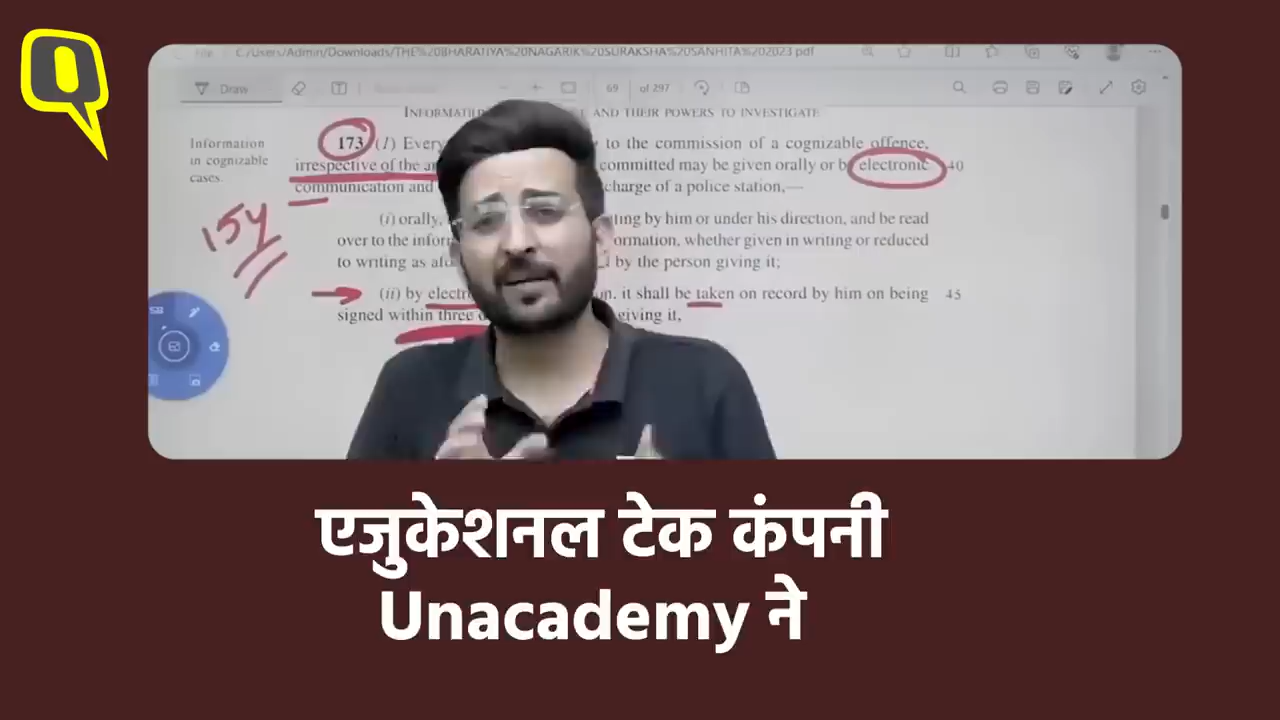 File C:/Users/Admin/Downloads/THE%20BHARATIYA%20NAGARIK%20SURAKSHA%20SANHITA%202023.pdf
Draw 69 of 297
AND THEIR POWERS TO INVESTIGATE
Information in cognizable cases.
173 (1) Every to the commission of a cognizable offence,
irrespective of the committed may be given orally or by electronic 40
communication and charge of a police station,—
154
(i) orally, by him or under his direction, and be read
over to the whether given in writing or reduced
to writing as by the person giving it;
(ii) by it shall be taken on record by him on being 45
signed within three giving it,
एजुकेशनल टेक कंपनी
Unacademy ने